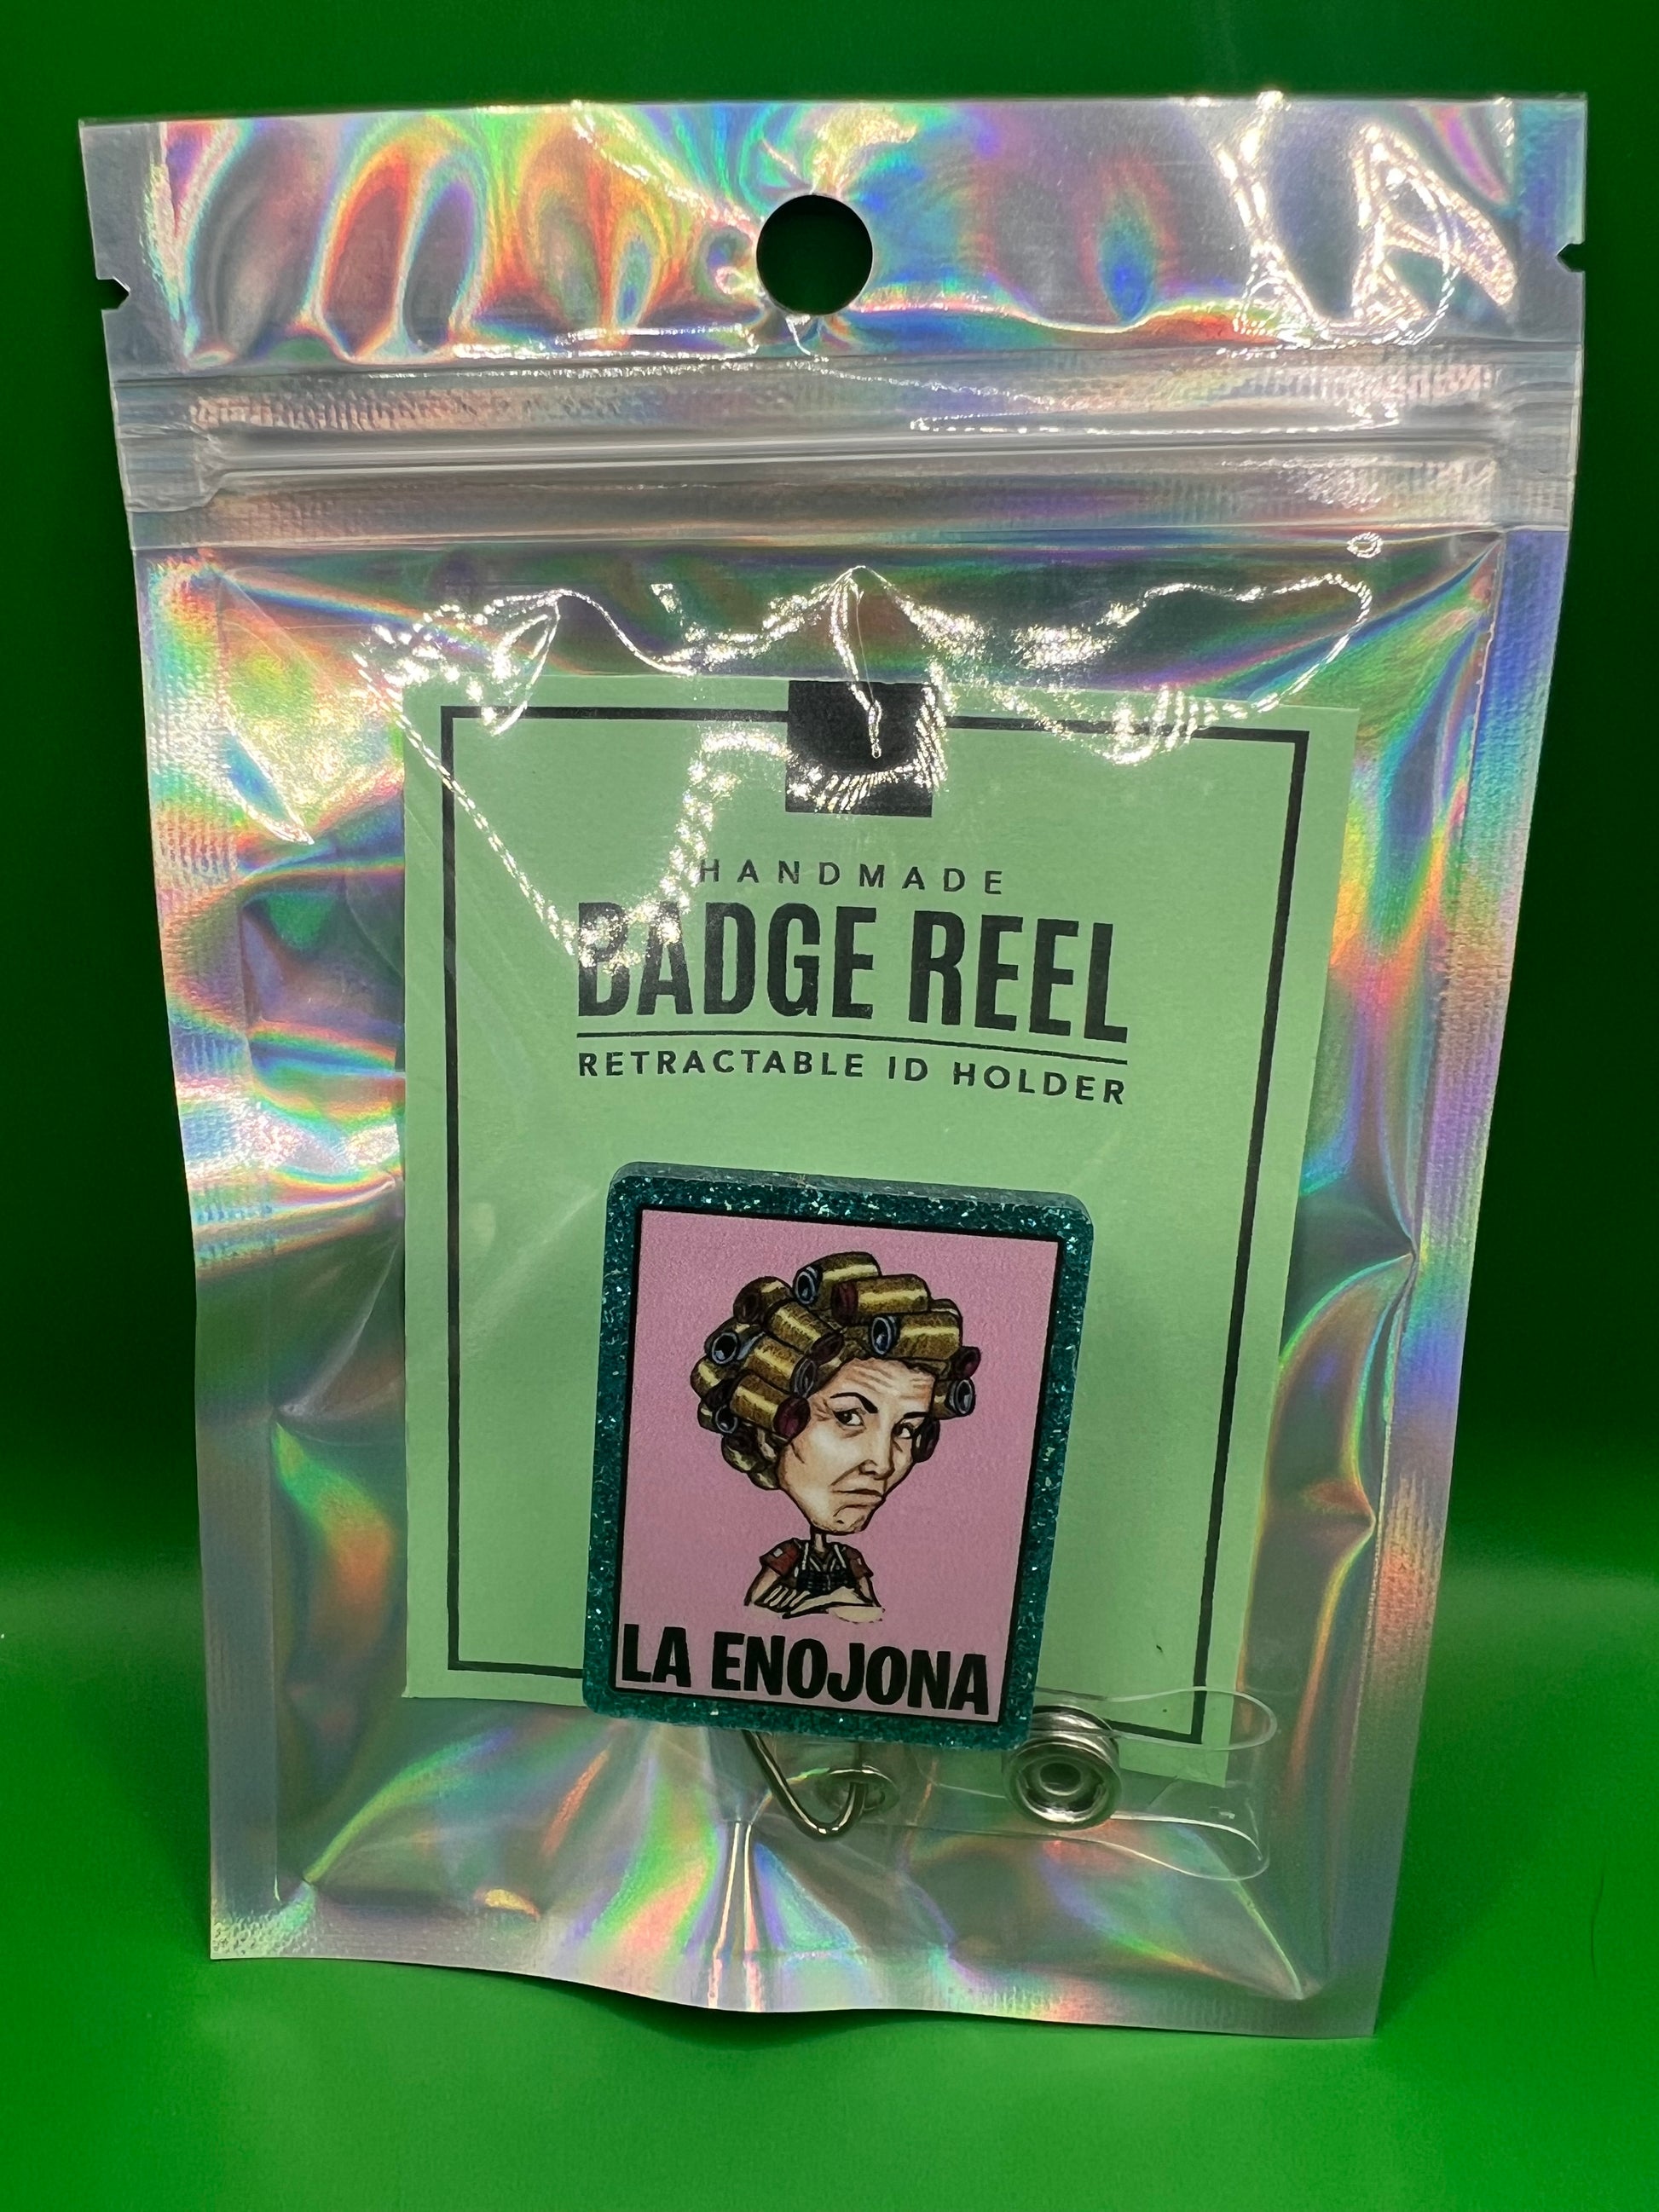 HANDMADE
BADGE REEL
RETRACTABLE ID HOLDER
LA ENOJONA